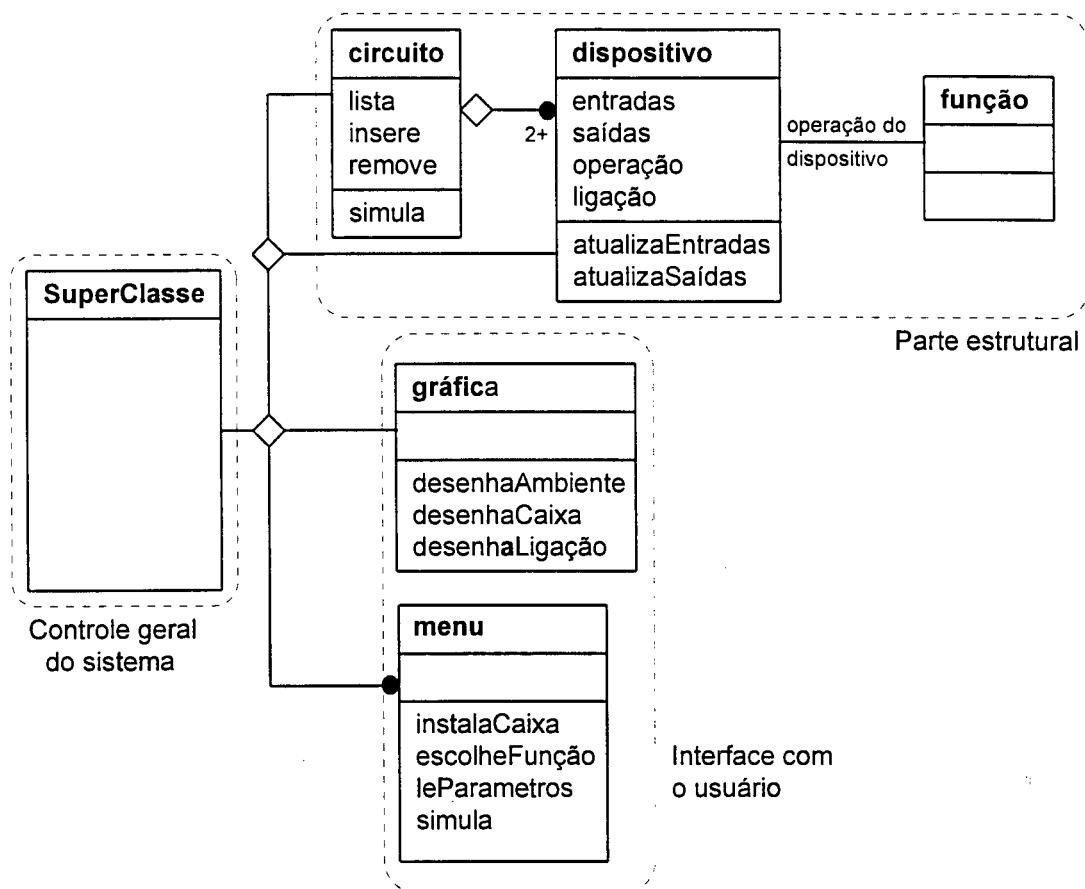 circuito
lista
insere
remove
simula
2+
dispositivo
entradas
saídas
operação
ligação
atualizaEntradas
atualizaSaídas
operação do
dispositivo
função
Parte estrutural
SuperClasse
Controle geral
do sistema
gráfica
desenhaAmbiente
desenhaCaixa
desenhaLigação
menu
instalaCaixa
escolheFunção
leParametros
simula
Interface com
o usuário